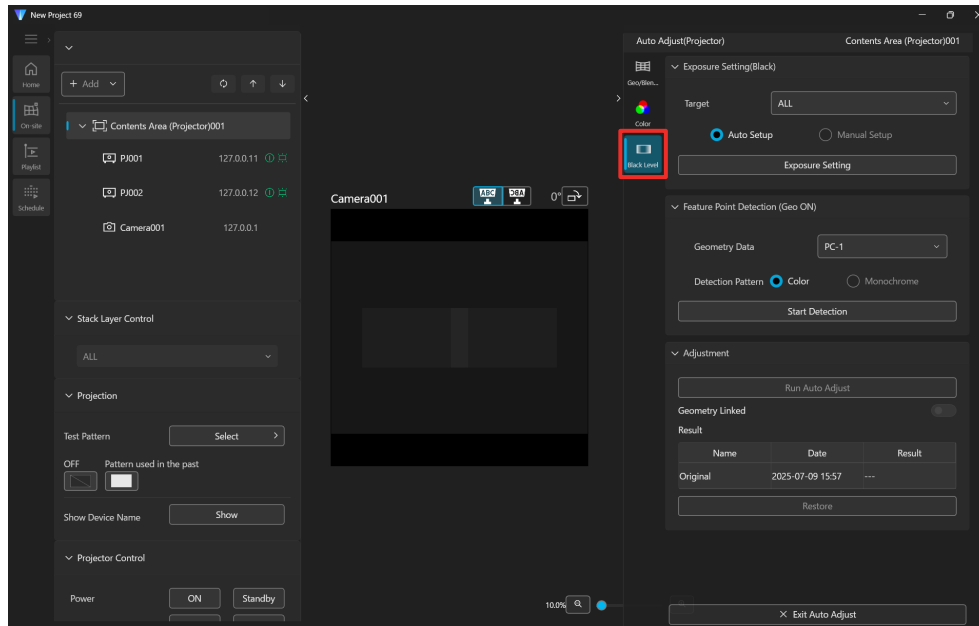 New Project 69
Home
On-site
Playlist
Schedule
+ Add
Contents Area (Projector)001
PJ001 127.0.0.11
PJ002 127.0.0.12
Camera001 127.0.0.1
Stack Layer Control
ALL
Projection
Test Pattern Select
OFF Pattern used in the past
Show Device Name Show
Projector Control
Power ON Standby
Camera001 ABC ABC 0°
10.0%
Auto Adjust(Projector) Contents Area (Projector)001
Geo/Blen...
Color
Black Level
Exposure Setting(Black)
Target ALL
Auto Setup Manual Setup
Exposure Setting
Feature Point Detection (Geo ON)
Geometry Data PC-1
Detection Pattern Color Monochrome
Start Detection
Adjustment
Run Auto Adjust
Geometry Linked
Result
Name Date Result
Original 2025-07-09 15:57 ---
Restore
Exit Auto Adjust